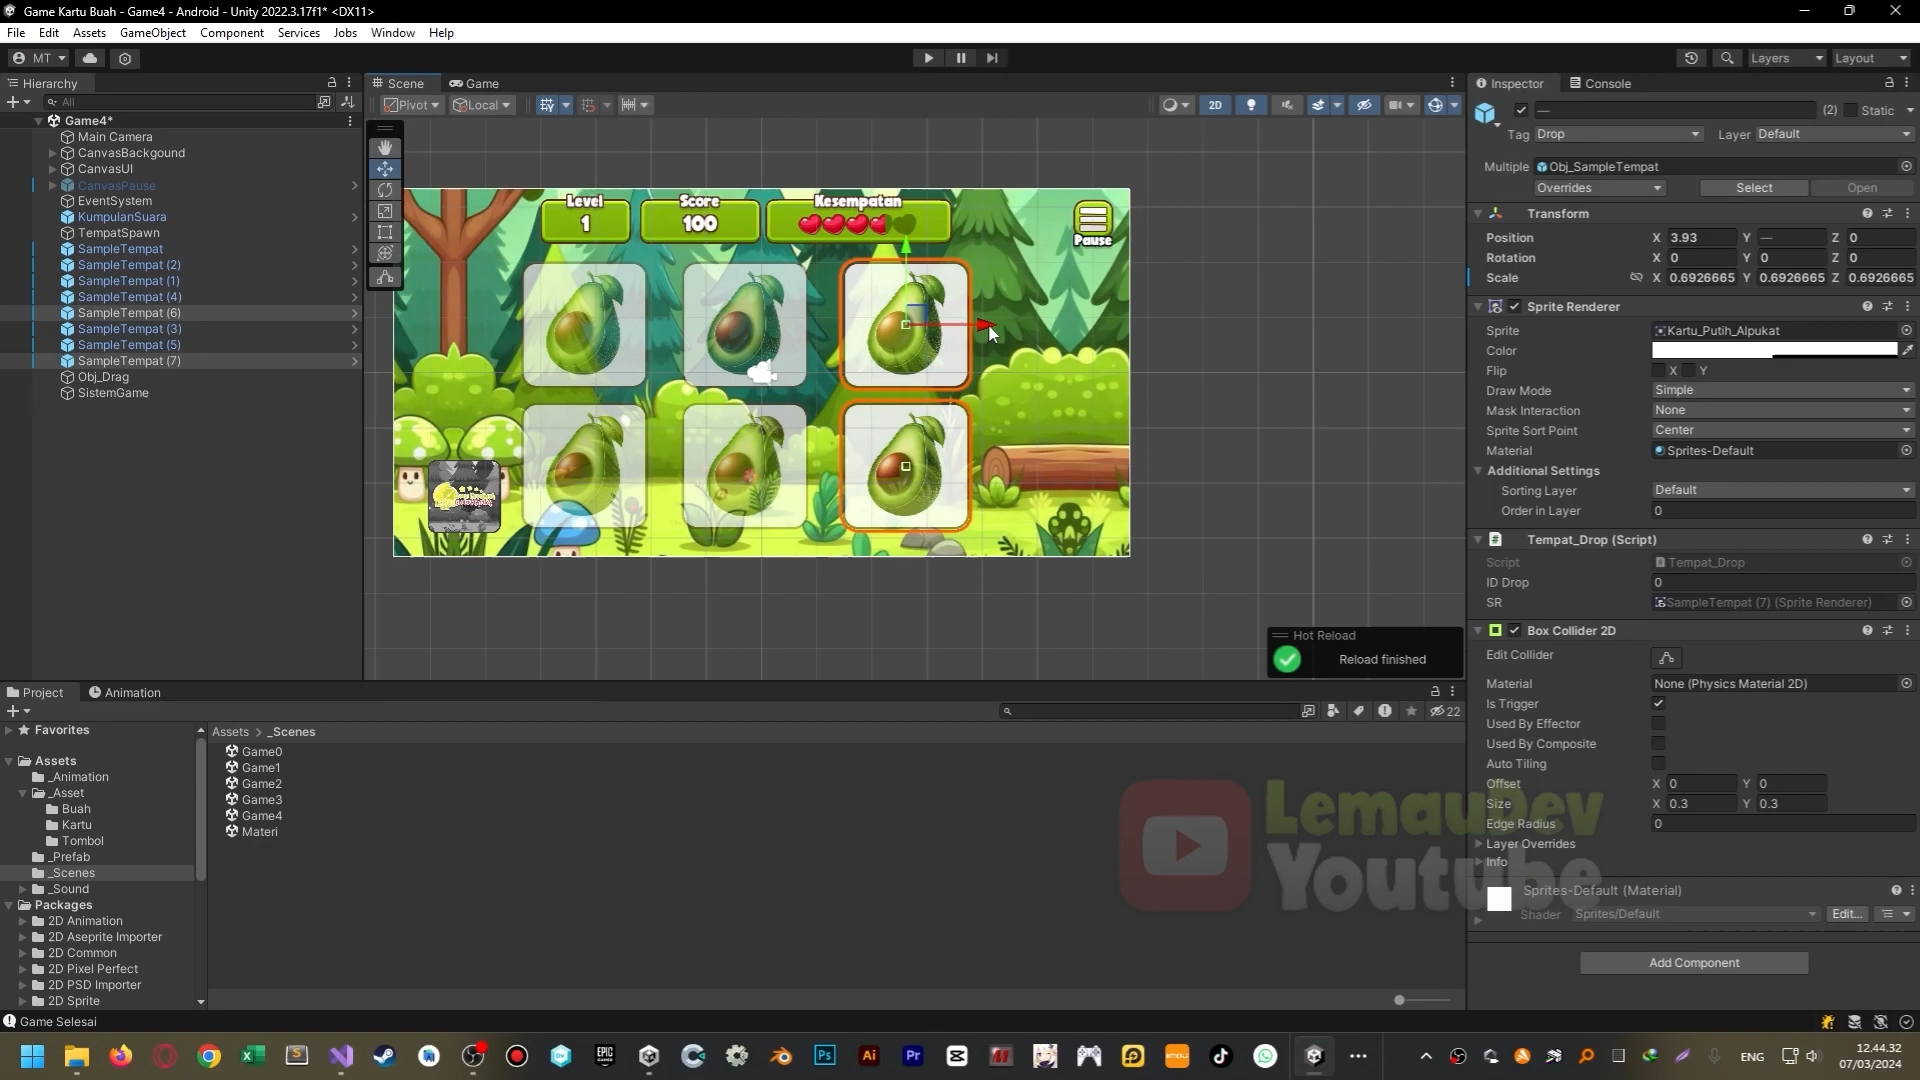 Game Kartu Buah - Game4 - Android - Unity 2022.3.17f1* <DX11>
File Edit Assets GameObject Component Services Jobs Window Help
MT Layers Layout
Hierarchy Scene Game Inspector Console
All Pivot Local 2D
(2) Static
Tag Drop Layer Default
Multiple Obj_SampleTempat
Overrides Select Open
Game4*
Main Camera
CanvasBackgound
CanvasUI
CanvasPause
EventSystem
KumpulanSuara
TempatSpawn
SampleTempat
SampleTempat (2)
SampleTempat (1)
SampleTempat (4)
SampleTempat (6)
SampleTempat (3)
SampleTempat (5)
SampleTempat (7)
Obj_Drag
SistemGame
Level
1
Score
100
Kesempatan
Pause
Hot Reload
Reload finished
Transform
Position X 3.93 Y — Z 0
Rotation X 0 Y 0 Z 0
Scale X 0.6926665 Y 0.6926665 Z 0.6926665
Sprite Renderer
Sprite Kartu_Putih_Alpukat
Color
Flip X Y
Draw Mode Simple
Mask Interaction None
Sprite Sort Point Center
Material Sprites-Default
Additional Settings
Sorting Layer Default
Order in Layer 0
Tempat_Drop (Script)
Script Tempat_Drop
ID Drop 0
SR SampleTempat (7) (Sprite Renderer)
Box Collider 2D
Edit Collider
Material None (Physics Material 2D)
Is Trigger
Used By Effector
Used By Composite
Auto Tiling
Offset X 0 Y 0
Size X 0.3 Y 0.3
Edge Radius 0
Layer Overrides
Info
Sprites-Default (Material)
Shader Sprites/Default Edit...
Add Component
Project Animation
22
Favorites
Assets
_Animation
_Asset
Buah
Kartu
Tombol
_Prefab
_Scenes
_Sound
Packages
2D Animation
2D Aseprite Importer
2D Common
2D Pixel Perfect
2D PSD Importer
2D Sprite
Assets > _Scenes
Game0
Game1
Game2
Game3
Game4
Materi
LemauDev
Youtube
Game Selesai
ENG
12.44.32
07/03/2024